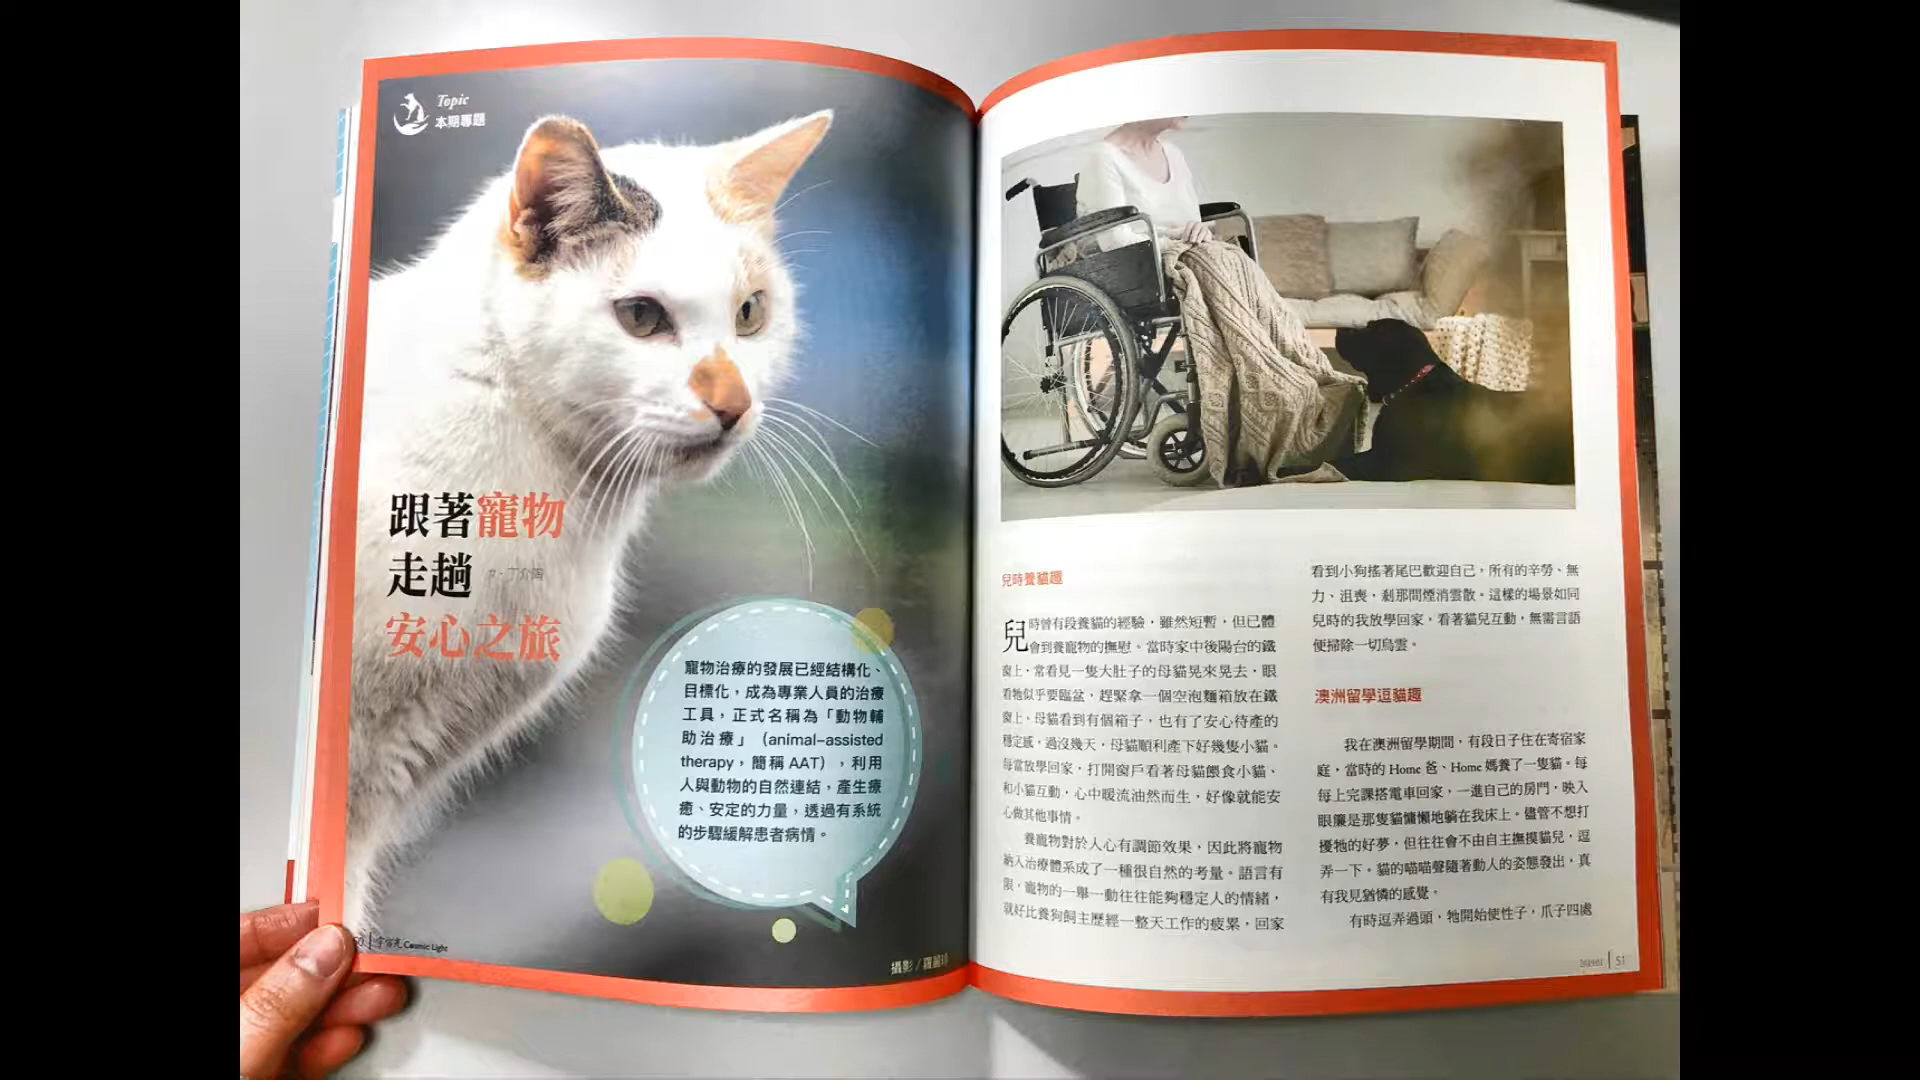 Topic
本期專題
跟著寵物
走趟
文・丁介陶
安心之旅
寵物治療的發展已經結構化、
目標化，成為專業人員的治療
工具，正式名稱為「動物輔
助治療」（animal-assisted
therapy，簡稱 AAT），利用
人與動物的自然連結，產生療
癒、安定的力量，透過有系統
的步驟緩解患者病情。
50 宇宙光 Cosmic Light
攝影 / 羅
兒時養貓趣
兒時曾有段養貓的經驗，雖然短暫，但已體
會到養寵物的撫慰。當時家中後陽台的鐵
窗上，常看見一隻大肚子的母貓晃來晃去，眼
看牠似乎要臨盆，趕緊拿一個空泡麵箱放在鐵
窗上。母貓看到有個箱子，也有了安心待產的
穩定感，過沒幾天，母貓順利產下好幾隻小貓。
每當放學回家，打開窗戶看著母貓餵食小貓、
和小貓互動，心中暖流油然而生，好像就能安
心做其他事情。
養寵物對於人心有調節效果，因此將寵物
納入治療體系成了一種很自然的考量。語言有
限，寵物的一舉一動往往能夠穩定人的情緒，
就好比養狗飼主歷經一整天工作的疲累，回家
看到小狗搖著尾巴歡迎自己，所有的辛勞、無
力、沮喪，剎那間煙消雲散。這樣的場景如同
兒時的我放學回家，看著貓兒互動，無需言語
便掃除一切烏雲。
澳洲留學逗貓趣
我在澳洲留學期間，有段日子住在寄宿家
庭，當時的 Home 爸、Home 媽養了一隻貓。每
每上完課搭電車回家，一進自己的房門，映入
眼簾是那隻貓慵懶地躺在我床上。儘管不想打
擾牠的好夢，但往往會不由自主撫摸貓兒，逗
弄一下。貓的喵喵聲隨著動人的姿態發出，真
有我見猶憐的感覺。
有時逗弄過頭，牠開始使性子，爪子四處
51